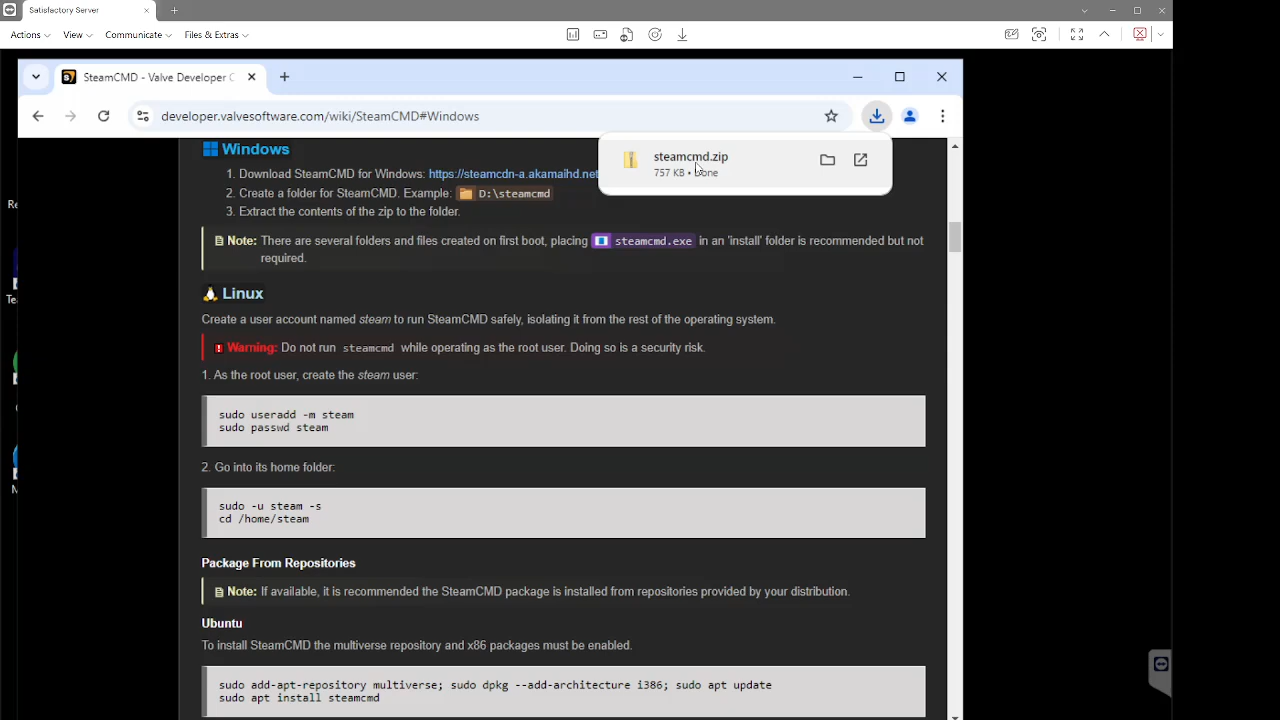 Satisfactory Server
Actions View Communicate Files & Extras
SteamCMD - Valve Developer C
developer.valvesoftware.com/wiki/SteamCMD#Windows
steamcmd.zip
757 KB • Done
Windows
1. Download SteamCMD for Windows: https://steamcdn-a.akamaihd.net
2. Create a folder for SteamCMD. Example: D:\steamcmd
3. Extract the contents of the zip to the folder.
Note: There are several folders and files created on first boot, placing steamcmd.exe in an 'install' folder is recommended but not
required.
Linux
Create a user account named steam to run SteamCMD safely, isolating it from the rest of the operating system.
Warning: Do not run steamcmd while operating as the root user. Doing so is a security risk.
1. As the root user, create the steam user:
sudo useradd -m steam
sudo passwd steam
2. Go into its home folder:
sudo -u steam -s
cd /home/steam
Package From Repositories
Note: If available, it is recommended the SteamCMD package is installed from repositories provided by your distribution.
Ubuntu
To install SteamCMD the multiverse repository and x86 packages must be enabled.
sudo add-apt-repository multiverse; sudo dpkg --add-architecture i386; sudo apt update
sudo apt install steamcmd